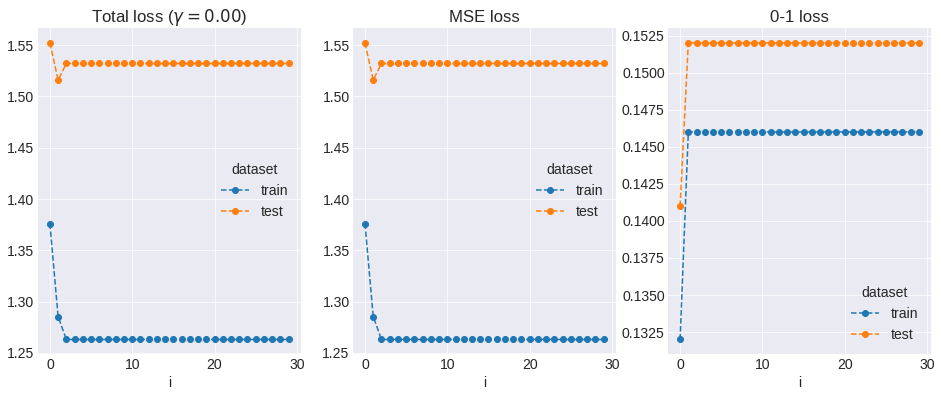 Total loss (γ = 0.00)
1.55
1.50
1.45
1.40
1.35
1.30
1.25
0 10 20 30
i
dataset
train
test
MSE loss
1.55
1.50
1.45
1.40
1.35
1.30
1.25
0 10 20 30
i
dataset
train
test
0-1 loss
0.1525
0.1500
0.1475
0.1450
0.1425
0.1400
0.1375
0.1350
0.1325
0 10 20 30
i
dataset
train
test